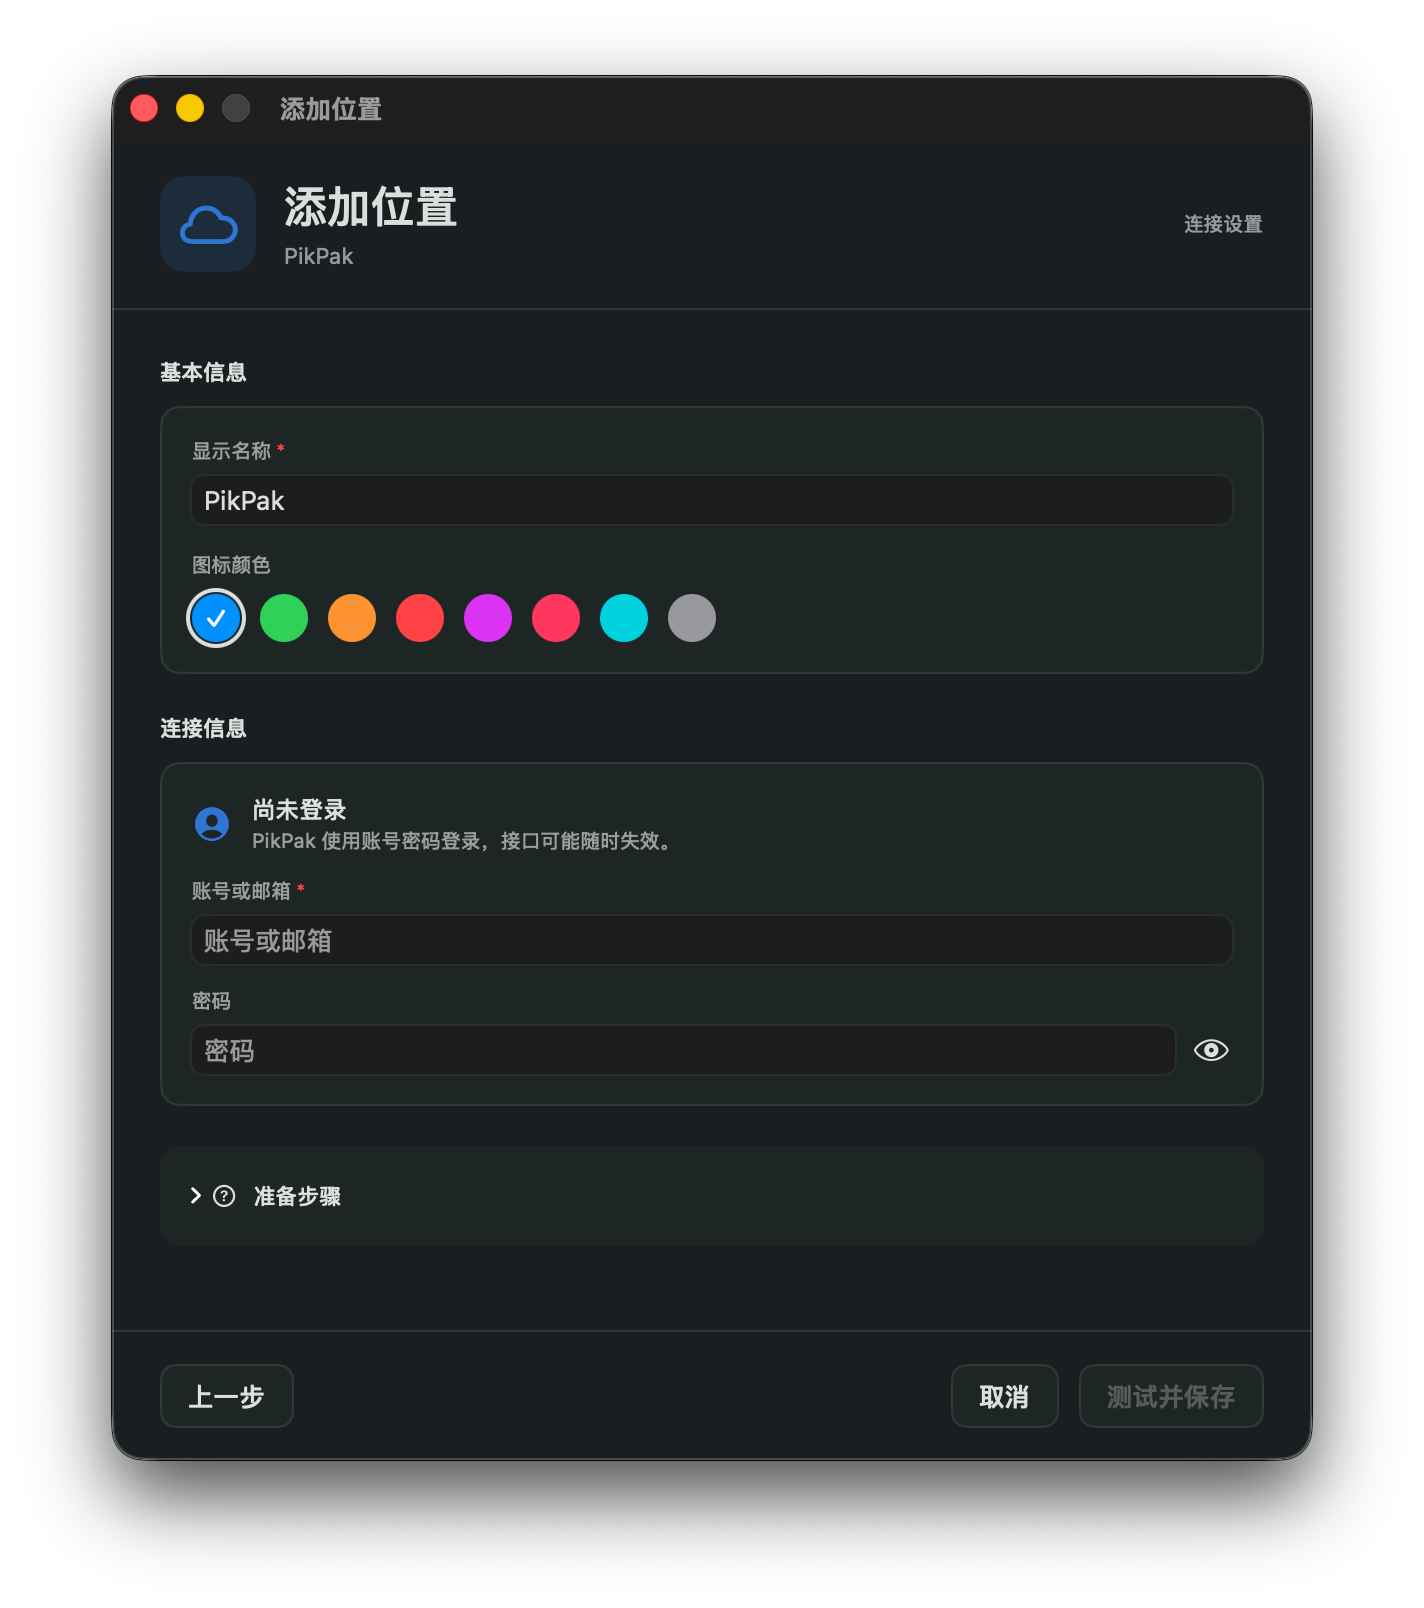 添加位置
添加位置
PikPak
连接设置
基本信息
显示名称 *
PikPak
图标颜色
连接信息
尚未登录
PikPak 使用账号密码登录，接口可能随时失效。
账号或邮箱 *
账号或邮箱
密码
密码
准备步骤
上一步
取消
测试并保存